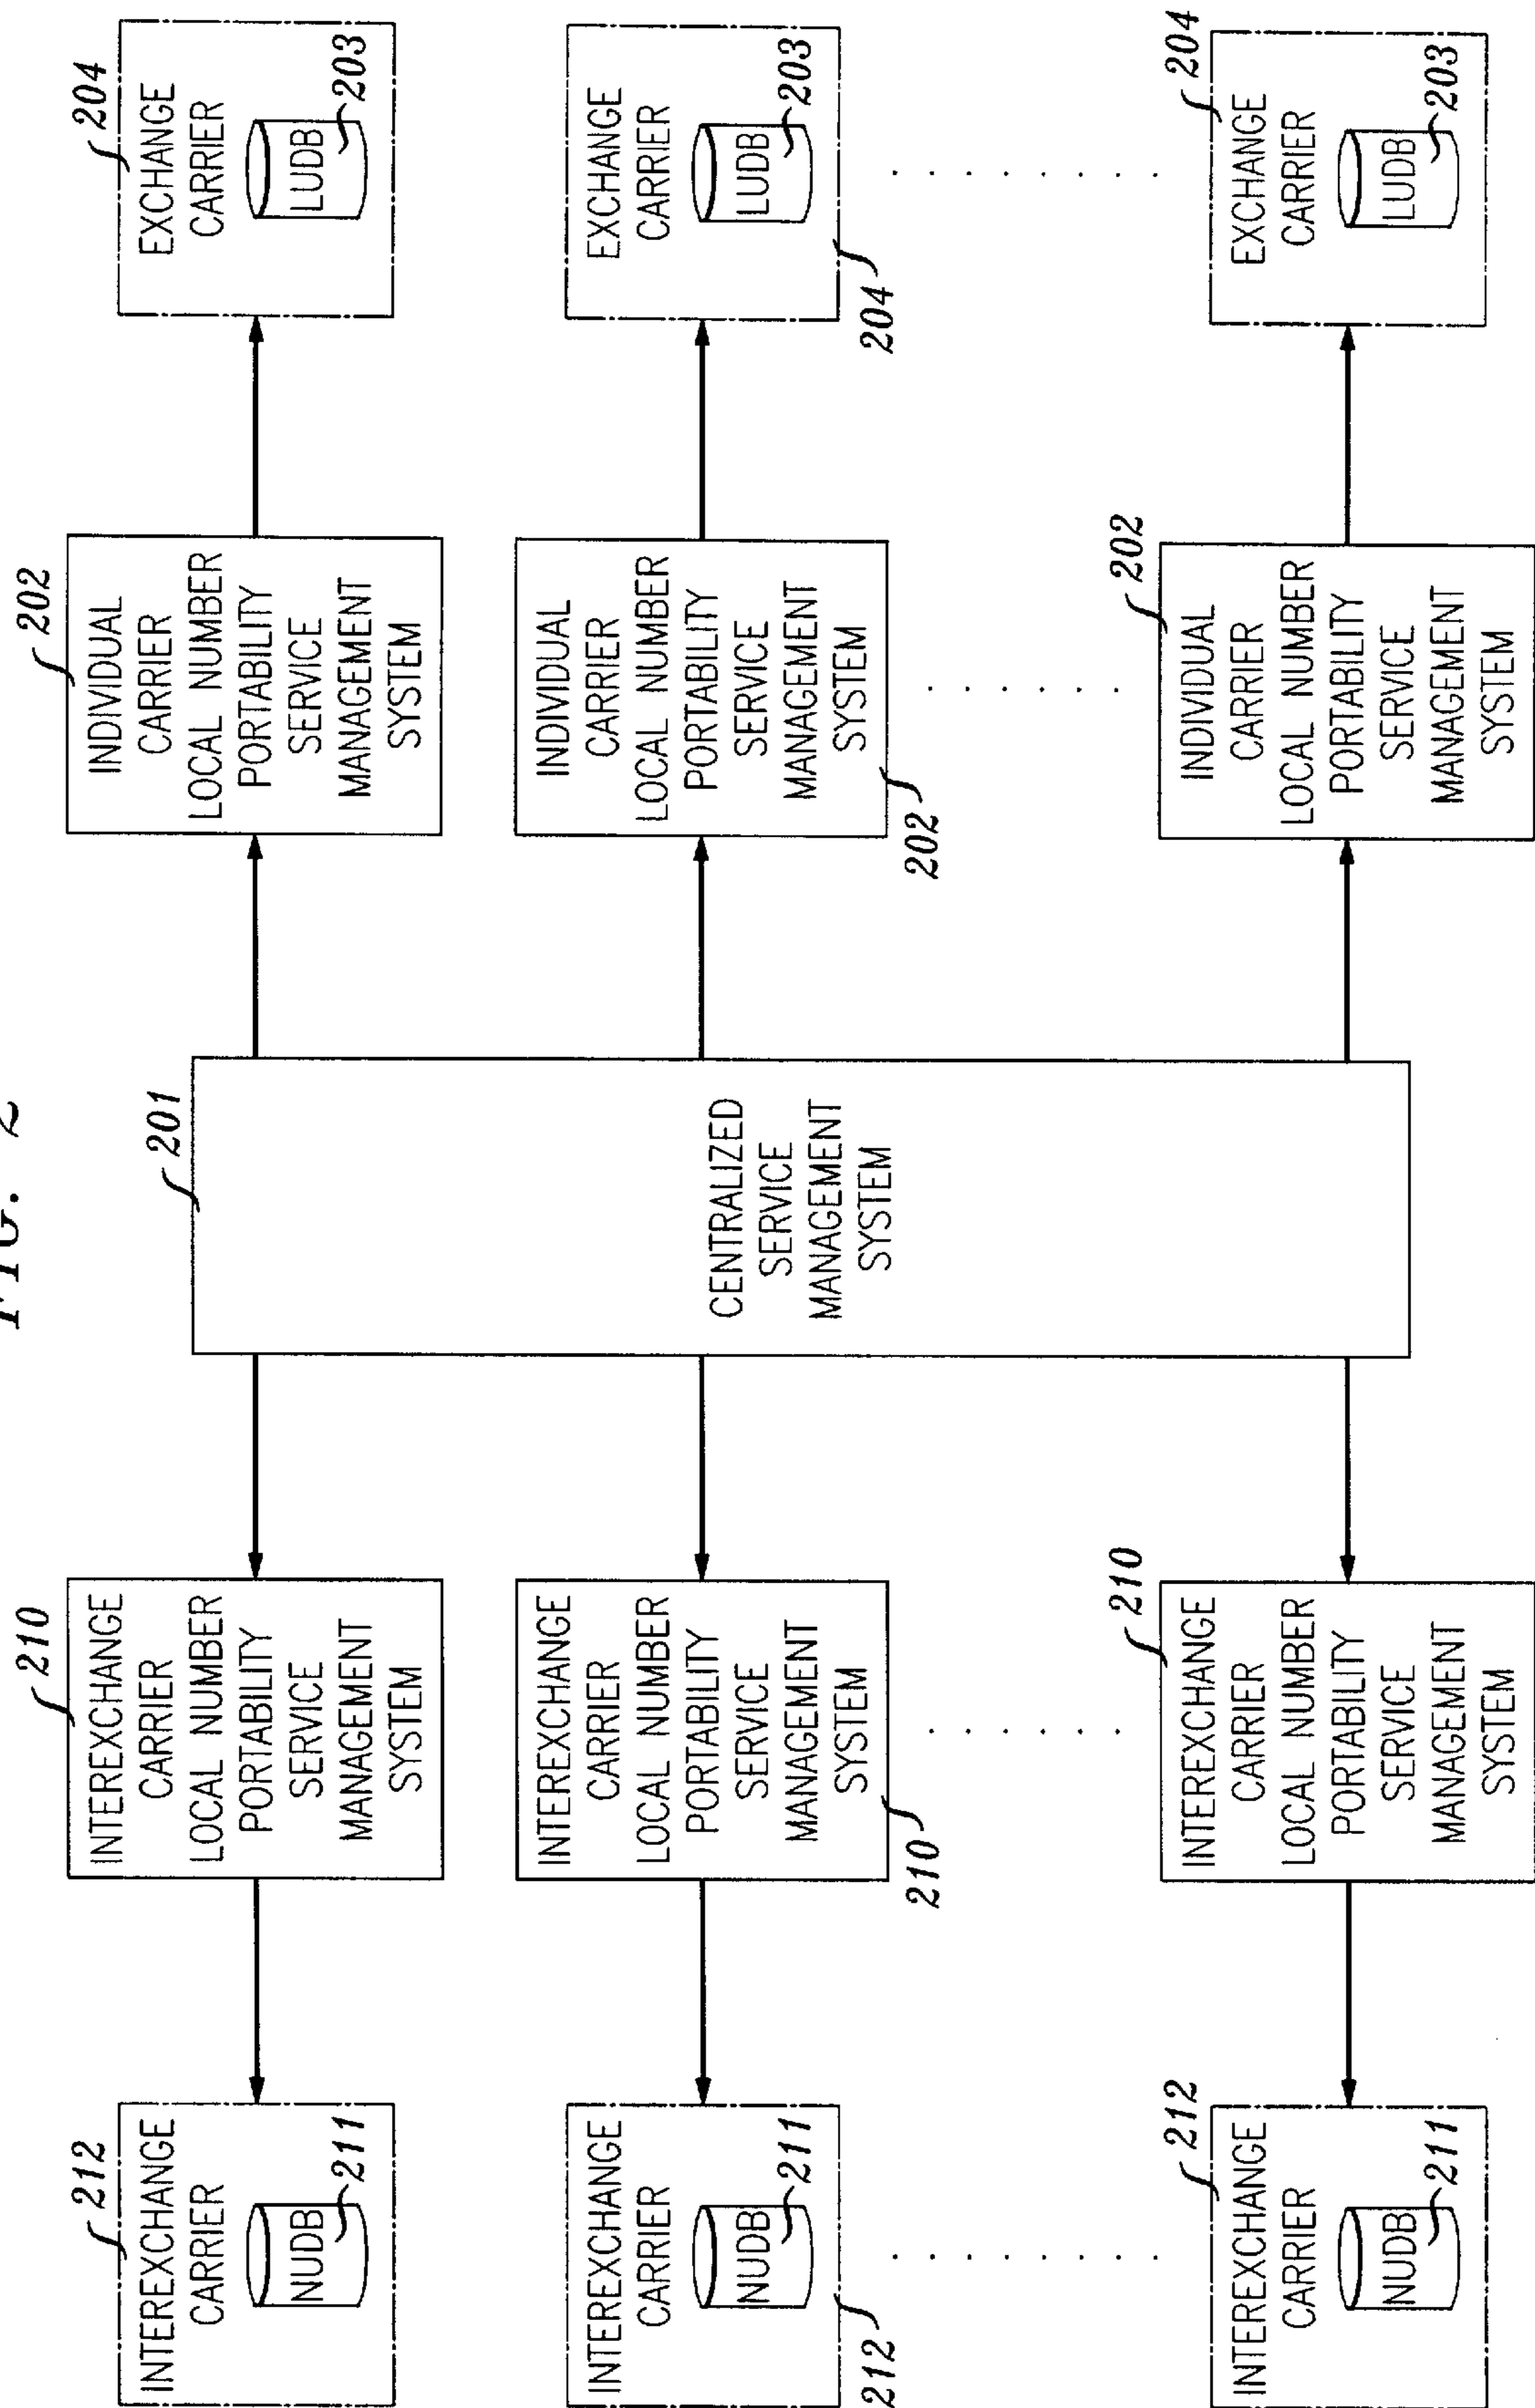 FIG. 2
212
INTEREXCHANGE
CARRIER
NUDB
211
210
INTEREXCHANGE
CARRIER
LOCAL NUMBER
PORTABILITY
SERVICE
MANAGEMENT
SYSTEM
201
CENTRALIZED
SERVICE
MANAGEMENT
SYSTEM
202
INDIVIDUAL
CARRIER
LOCAL NUMBER
PORTABILITY
SERVICE
MANAGEMENT
SYSTEM
204
EXCHANGE
CARRIER
LUDB
203
INTEREXCHANGE
CARRIER
NUDB
211
212
INTEREXCHANGE
CARRIER
LOCAL NUMBER
PORTABILITY
SERVICE
MANAGEMENT
SYSTEM
210
INDIVIDUAL
CARRIER
LOCAL NUMBER
PORTABILITY
SERVICE
MANAGEMENT
SYSTEM
202
EXCHANGE
CARRIER
LUDB
203
204
212
INTEREXCHANGE
CARRIER
NUDB
211
210
INTEREXCHANGE
CARRIER
LOCAL NUMBER
PORTABILITY
SERVICE
MANAGEMENT
SYSTEM
202
INDIVIDUAL
CARRIER
LOCAL NUMBER
PORTABILITY
SERVICE
MANAGEMENT
SYSTEM
204
EXCHANGE
CARRIER
LUDB
203